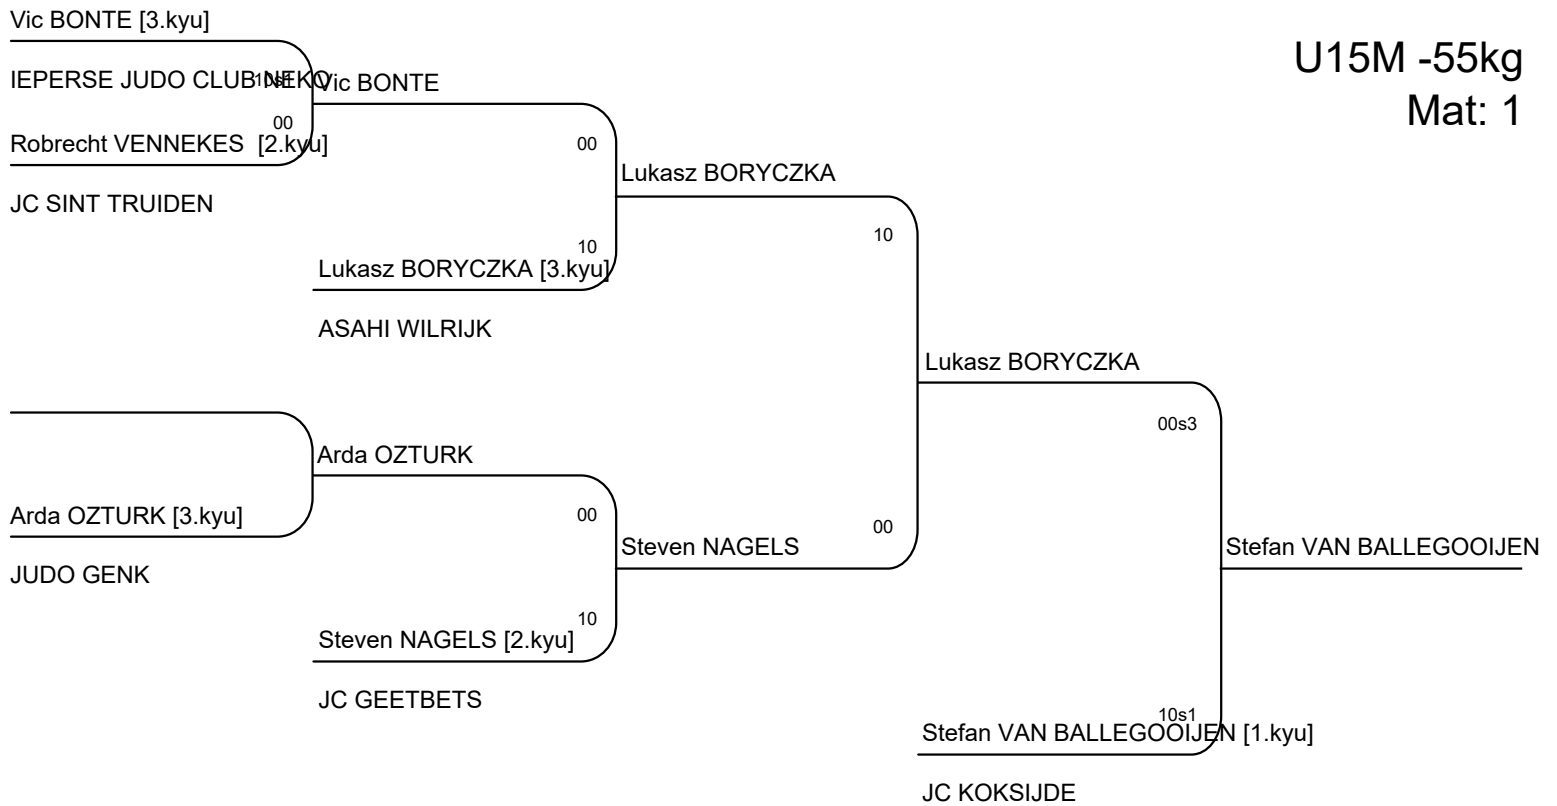 Vic BONTE [3.kyu]
U15M -55kg
IEPERSE JUDO CLUB NEKO
10s1
Vic BONTE
Mat: 1
00
Robrecht VENNEKES [2.kyu]
00
Lukasz BORYCZKA
JC SINT TRUIDEN
10
10
Lukasz BORYCZKA [3.kyu]
ASAHI WILRIJK
Lukasz BORYCZKA
00s3
Arda OZTURK
Arda OZTURK [3.kyu]
00
00
Steven NAGELS
Stefan VAN BALLEGOOIJEN
JUDO GENK
10
Steven NAGELS [2.kyu]
JC GEETBETS
10s1
Stefan VAN BALLEGOOIJEN [1.kyu]
JC KOKSIJDE